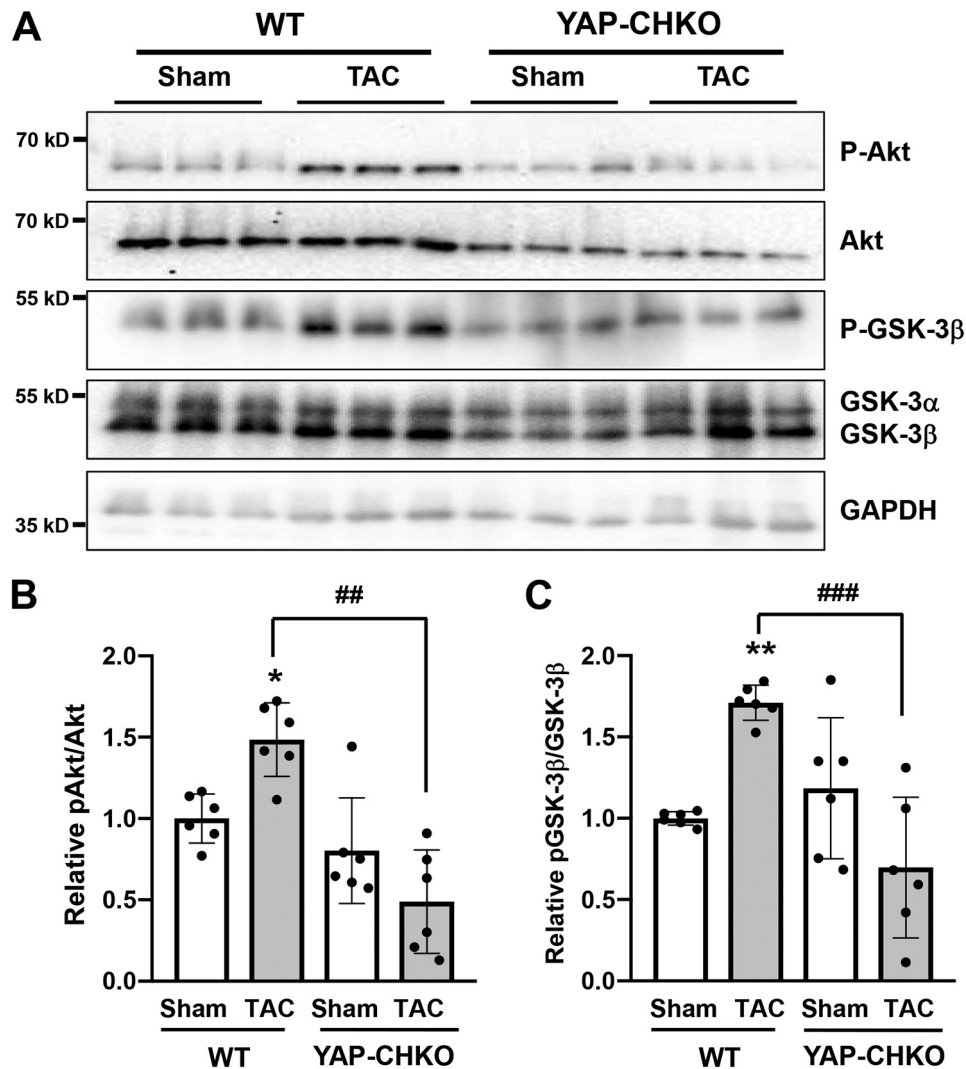 A
WT YAP-CHKO
Sham TAC Sham TAC
70 kD P-Akt
70 kD Akt
55 kD P-GSK-3β
55 kD GSK-3α
GSK-3β
35 kD GAPDH
B
##
*
Relative pAkt/Akt
2.0
1.5
1.0
0.5
0.0
Sham TAC Sham TAC
WT YAP-CHKO
C
###
**
Relative pGSK-3β/GSK-3β
2.0
1.5
1.0
0.5
0.0
Sham TAC Sham TAC
WT YAP-CHKO